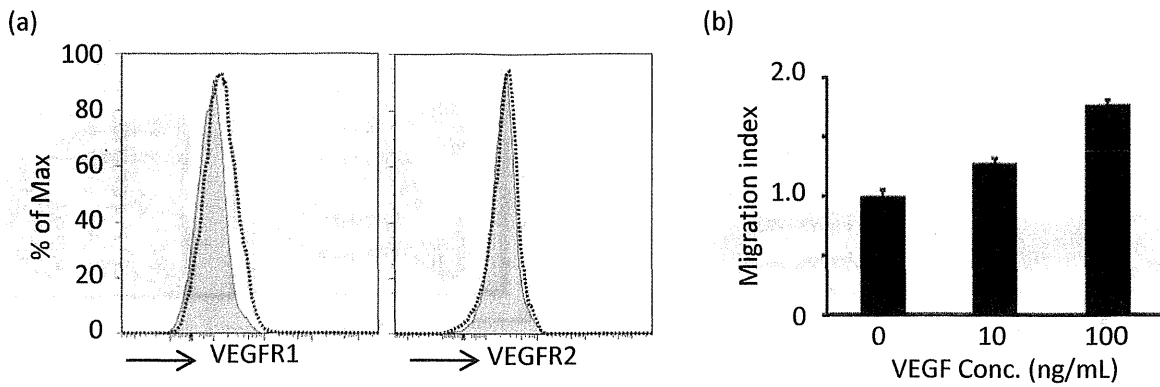 (a)
(b)
% of Max
100
80
60
40
20
0
VEGFR1
VEGFR2
Migration index
2.0
1.0
0
0
10
100
VEGF Conc. (ng/mL)